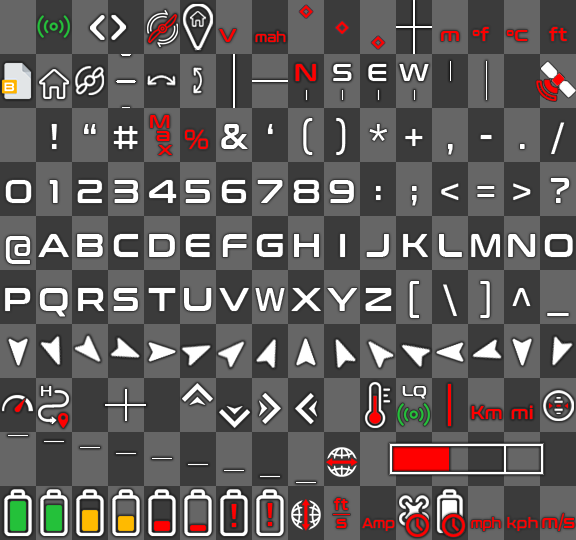 V mah m °f °C ft
N S E W
! “ # Max % & ‘ ( ) * + , - . /
0 1 2 3 4 5 6 7 8 9 : ; < = > ?
@ A B C D E F G H I J K L M N O
P Q R S T U V W X Y Z [ \ ] ^ _
H LQ Km mi
! ! ft/s Amp mph kph m/s